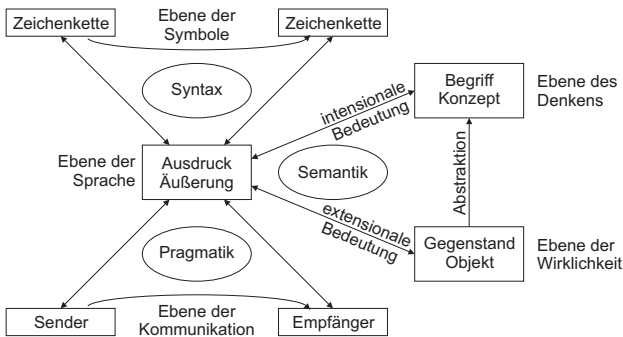 Zeichenkette
Ebene der
Symbole
Zeichenkette
Syntax
Begriff
Konzept
Ebene des
Denkens
intensionale
Bedeutung
Ebene der
Sprache
Ausdruck
Äußerung
Semantik
Abstraktion
extensionale
Bedeutung
Pragmatik
Gegenstand
Objekt
Ebene der
Wirklichkeit
Sender
Ebene der
Kommunikation
Empfänger